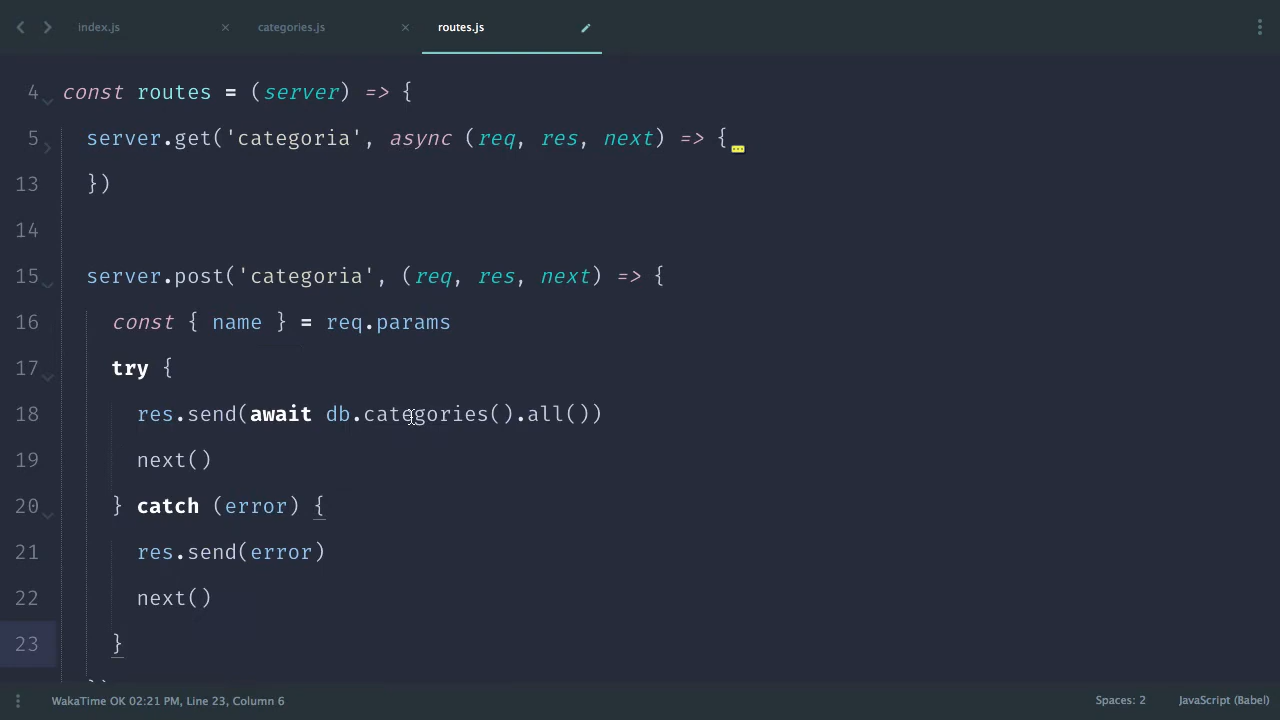 index.js × categories.js × routes.js
4 const routes = (server) => {
5 server.get('categoria', async (req, res, next) => {
13 })
14
15 server.post('categoria', (req, res, next) => {
16 const { name } = req.params
17 try {
18 res.send(await db.categories().all())
19 next()
20 } catch (error) {
21 res.send(error)
22 next()
23 }
WakaTime OK 02:21 PM, Line 23, Column 6 Spaces: 2 JavaScript (Babel)